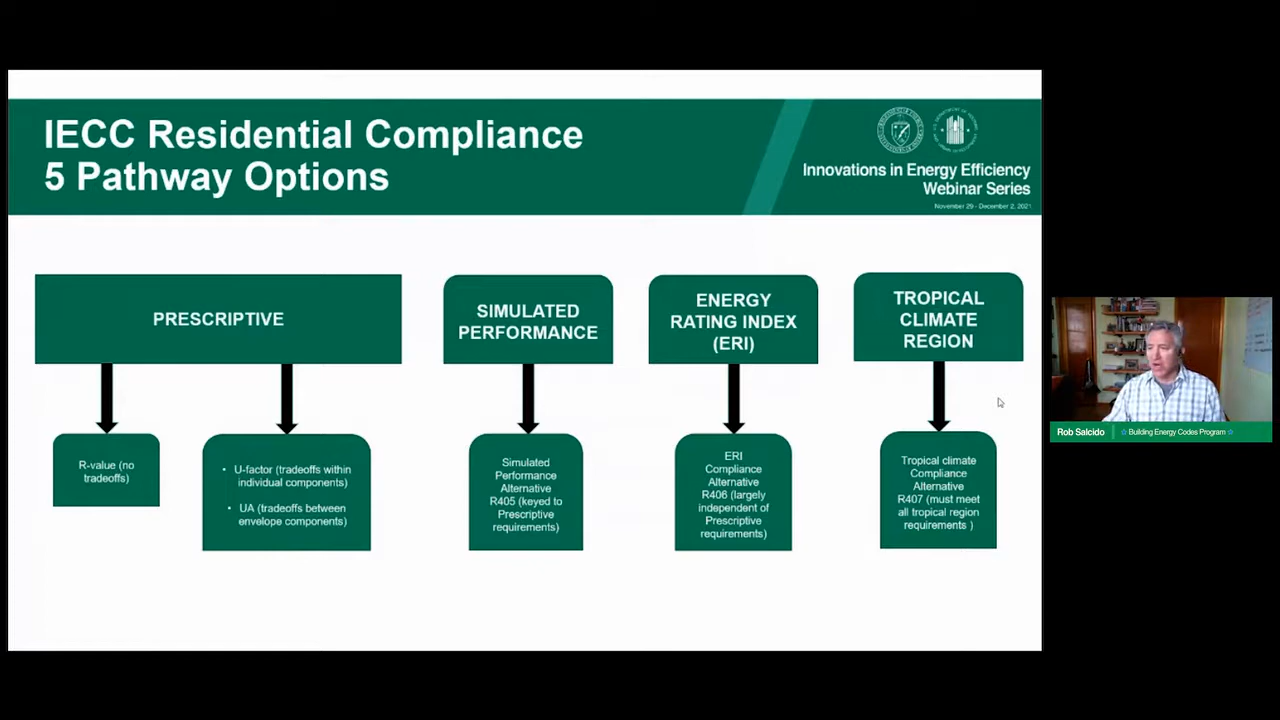 IECC Residential Compliance
5 Pathway Options
Innovations in Energy Efficiency
Webinar Series
November 29 - December 2, 2021
PRESCRIPTIVE
SIMULATED
PERFORMANCE
ENERGY
RATING INDEX
(ERI)
TROPICAL
CLIMATE
REGION
R-value (no
tradeoffs)
• U-factor (tradeoffs within
individual components)
• UA (tradeoffs between
envelope components)
Simulated
Performance
Alternative
R405 (keyed to
Prescriptive
requirements)
ERI
Compliance
Alternative
R406 (largely
independent of
Prescriptive
requirements)
Tropical climate
Compliance
Alternative
R407 (must meet
all tropical region
requirements )
Rob Salcido ☆ Building Energy Codes Program ☆